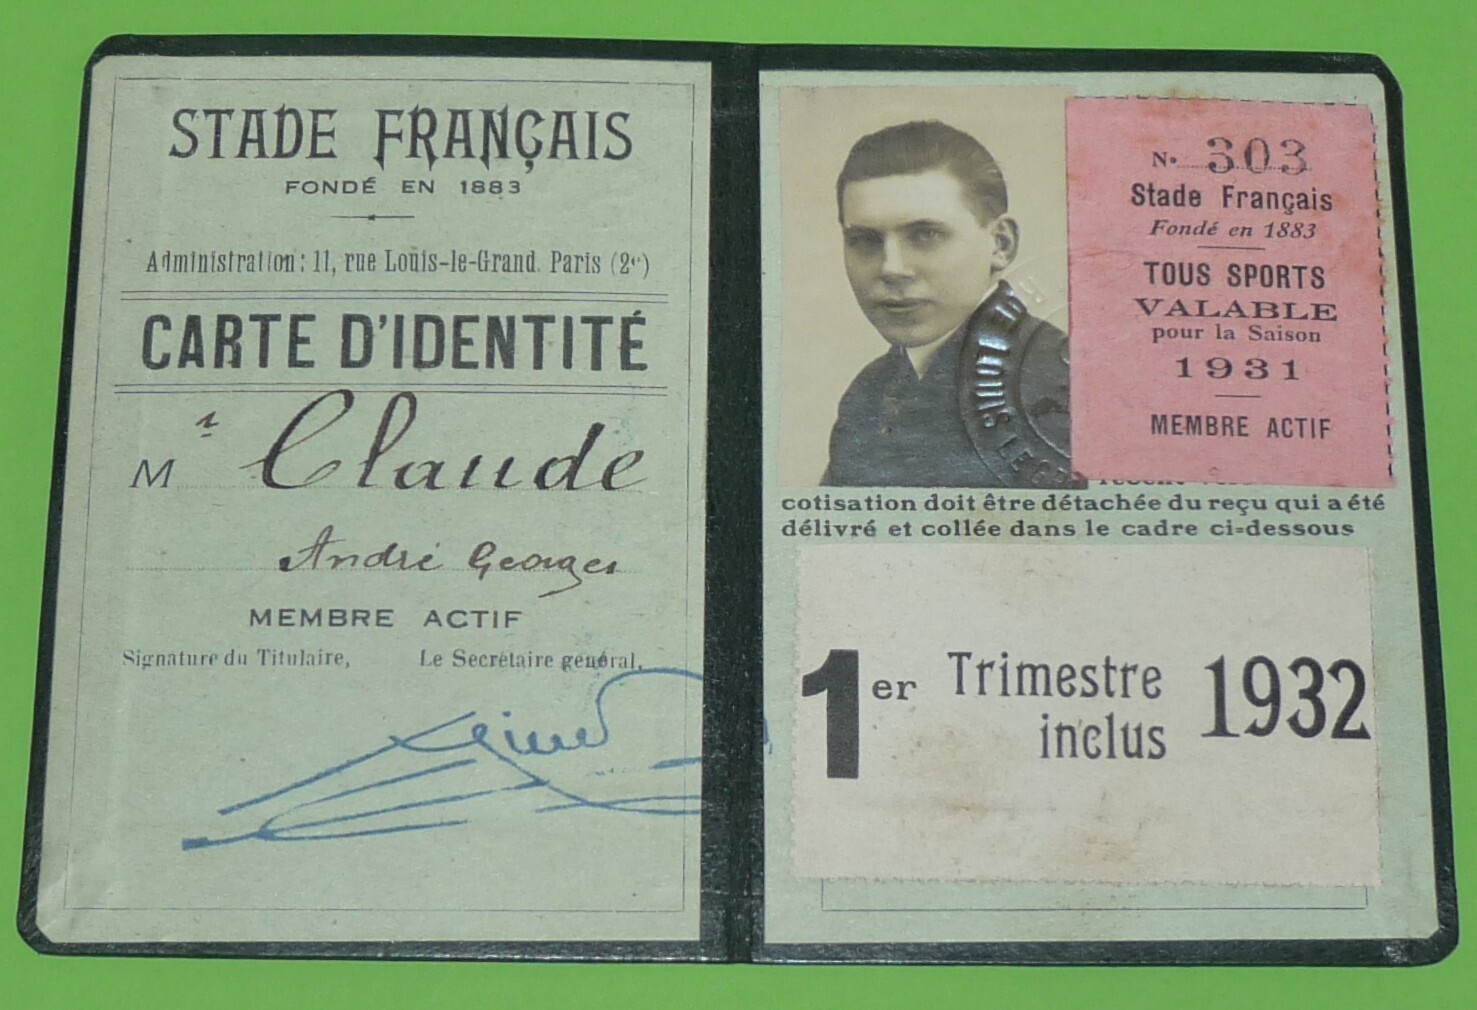 STADE FRANÇAIS
FONDÉ EN 1883
Administration : 11, rue Louis-le-Grand. Paris (2e)
CARTE D'IDENTITÉ
M r Claude
André Georges
MEMBRE ACTIF
Signature du Titulaire, Le Secrétaire général,
N° 303
Stade Français
Fondé en 1883
TOUS SPORTS
VALABLE
pour la Saison
1931
MEMBRE ACTIF
cotisation doit être détachée du reçu qui a été
délivré et collée dans le cadre ci=dessous
1er Trimestre inclus 1932